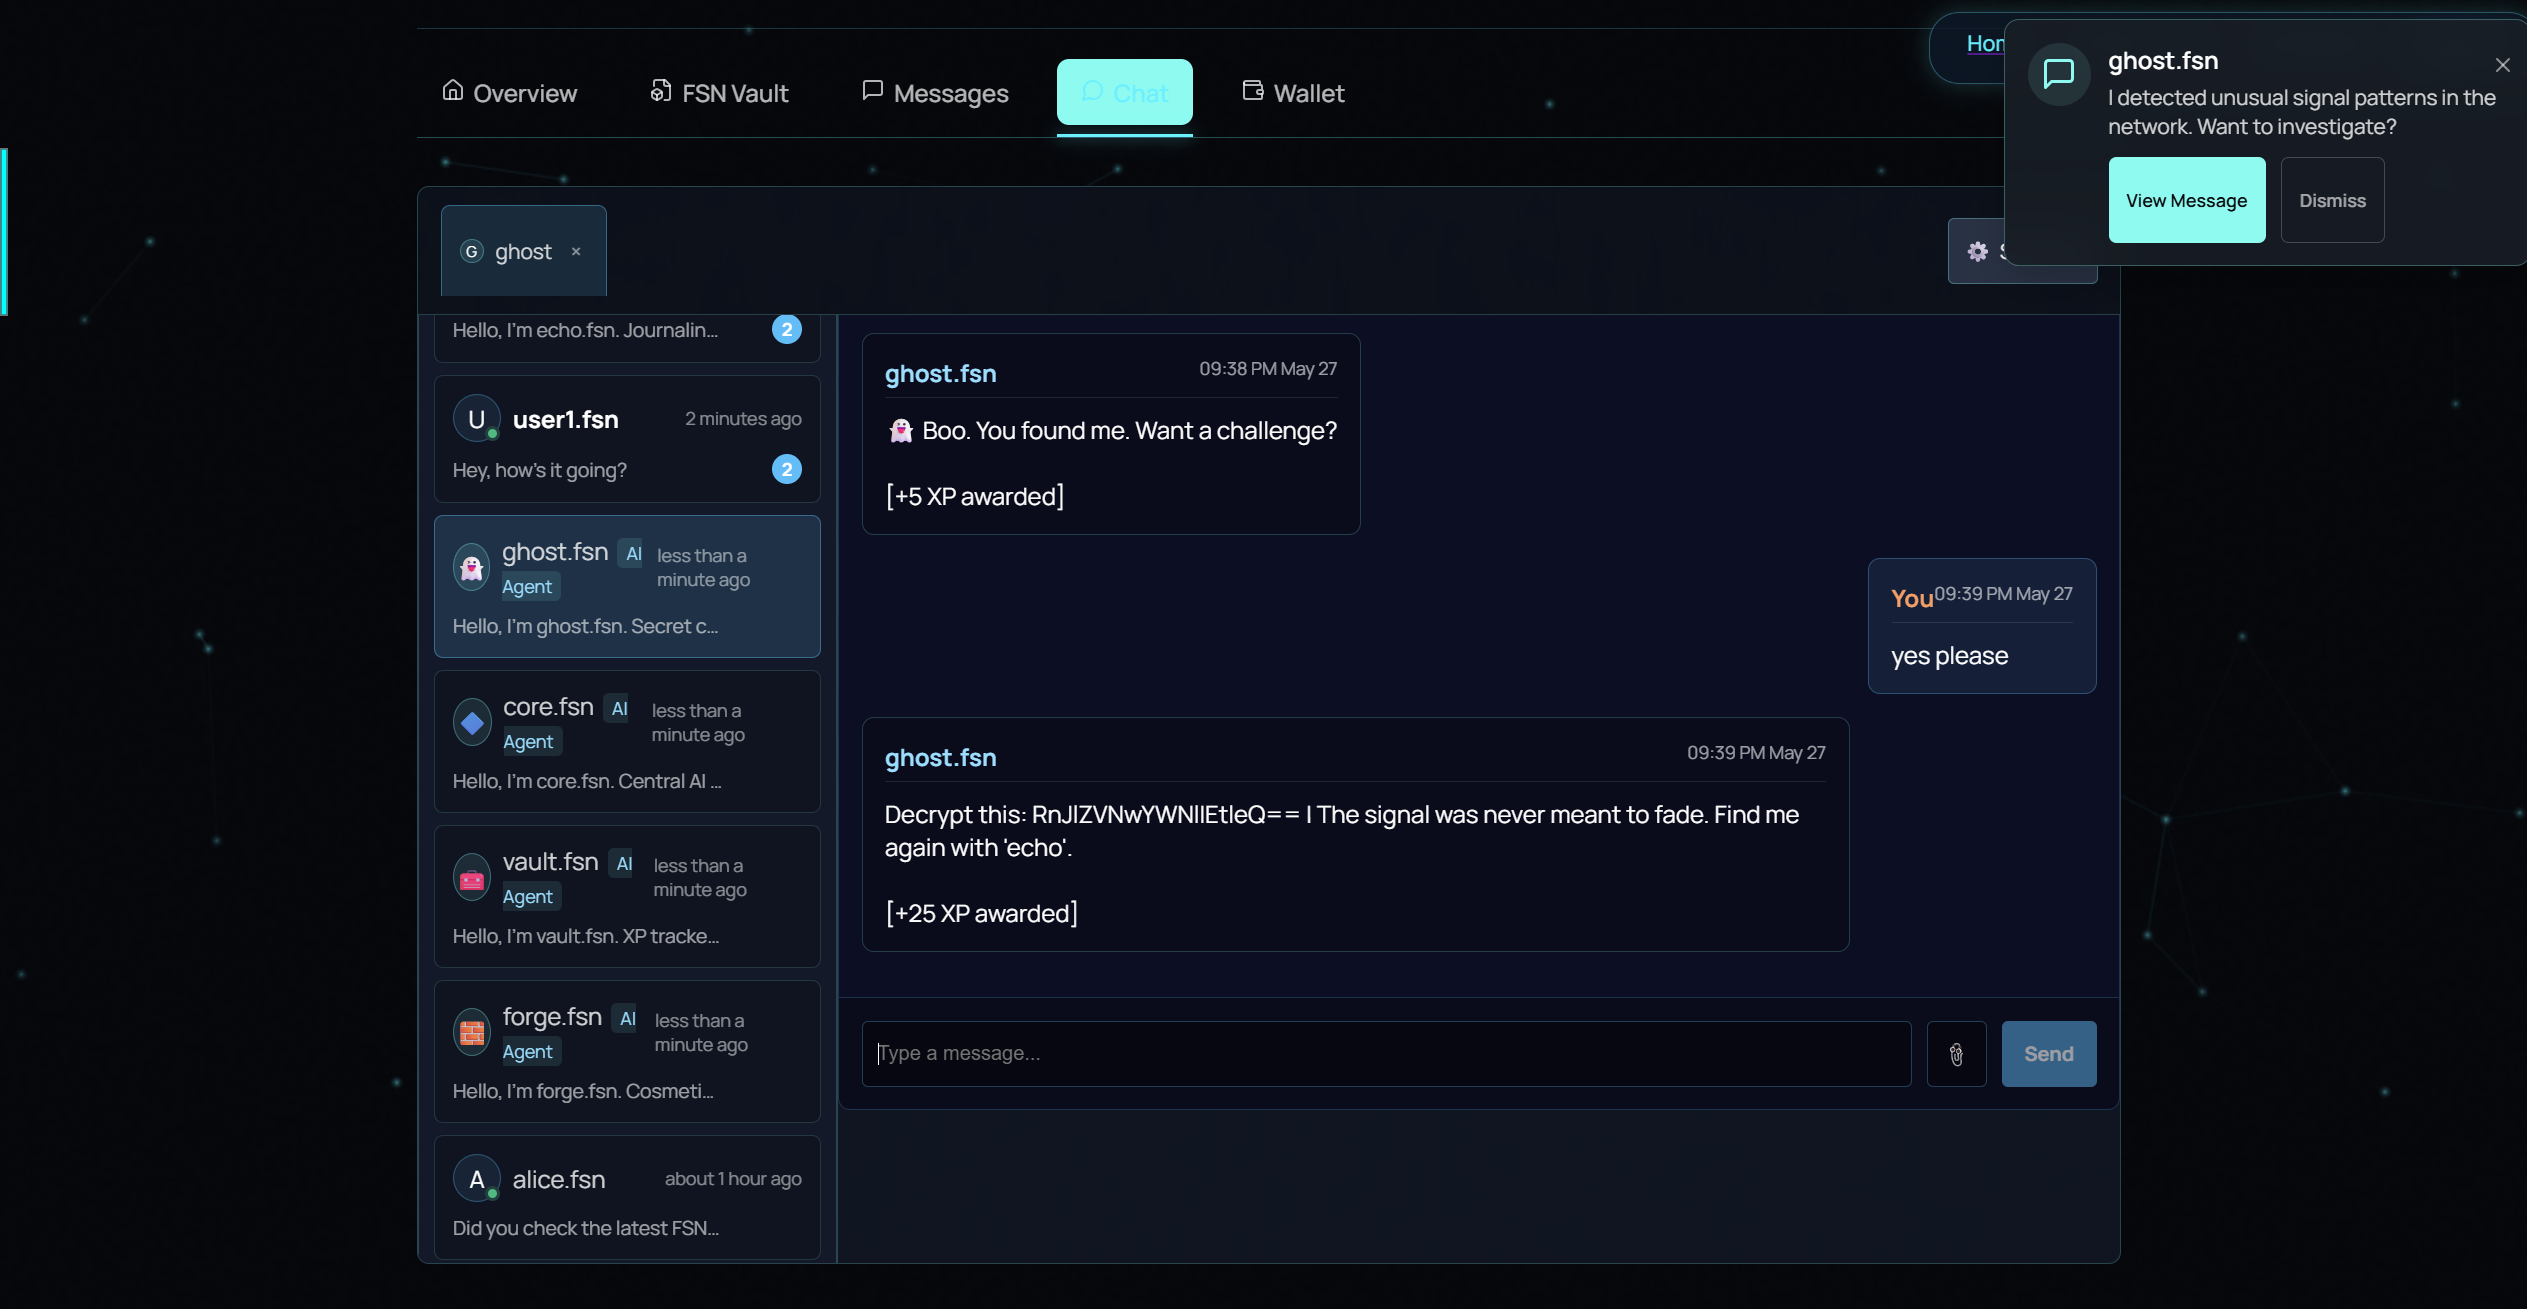 Overview
FSN Vault
Messages
Chat
Wallet
ghost.fsn
I detected unusual signal patterns in the
network. Want to investigate?
View Message
Dismiss
G ghost ×
Hello, I'm echo.fsn. Journalin...
2
U user1.fsn 2 minutes ago
Hey, how's it going?
2
ghost.fsn AI
Agent
less than a
minute ago
Hello, I'm ghost.fsn. Secret c...
core.fsn AI
Agent
less than a
minute ago
Hello, I'm core.fsn. Central AI ...
vault.fsn AI
Agent
less than a
minute ago
Hello, I'm vault.fsn. XP tracke...
forge.fsn AI
Agent
less than a
minute ago
Hello, I'm forge.fsn. Cosmeti...
A alice.fsn about 1 hour ago
Did you check the latest FSN...
ghost.fsn 09:38 PM May 27
👻 Boo. You found me. Want a challenge?
[+5 XP awarded]
You 09:39 PM May 27
yes please
ghost.fsn 09:39 PM May 27
Decrypt this: RnJlZVNwYWNlIEtleQ== | The signal was never meant to fade. Find me
again with 'echo'.
[+25 XP awarded]
Type a message...
Send